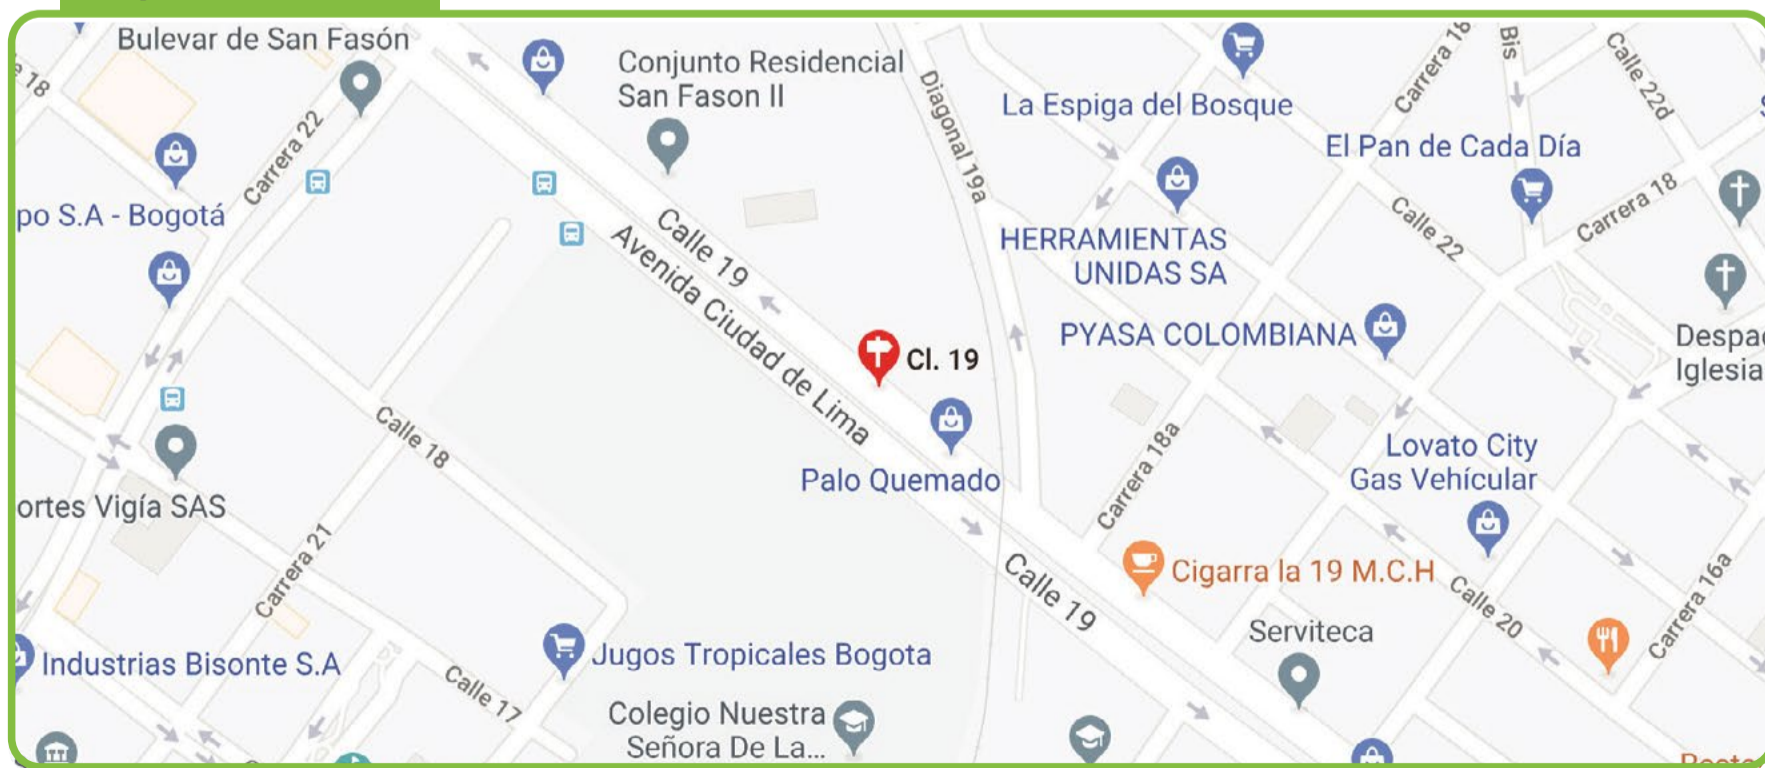 Bulevar de San Fasón
Conjunto Residencial
San Fason II
Carrera 18
Bis
Calle 22d
18
Carrera 22
Diagonal 19a
La Espiga del Bosque
El Pan de Cada Día
po S.A - Bogotá
Calle 19
Avenida Ciudad de Lima
HERRAMIENTAS
UNIDAS SA
Calle 22
Carrera 18
PYASA COLOMBIANA
Despa
Iglesia
Cl. 19
Calle 18
Palo Quemado
Carrera 18a
Lovato City
Gas Vehícular
ortes Vigía SAS
Carrera 21
Calle 19
Cigarra la 19 M.C.H
Calle 20
Carrera 16a
Serviteca
Industrias Bisonte S.A
Jugos Tropicales Bogota
Calle 17
Colegio Nuestra
Señora De La...